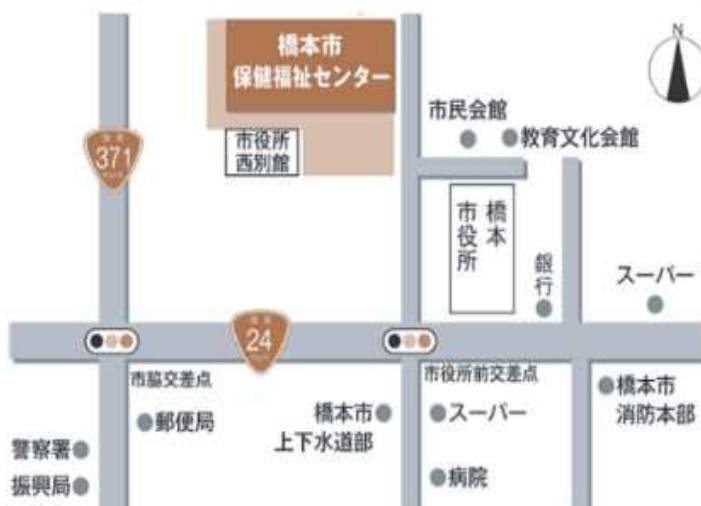 橋本市
保健福祉センター
N
市民会館
教育文化会館
市役所
西別館
371
橋本
市役所
銀行
スーパー
24
市脇交差点
市役所前交差点
郵便局
橋本市
上下水道部
スーパー
橋本市
消防本部
警察署
振興局
病院